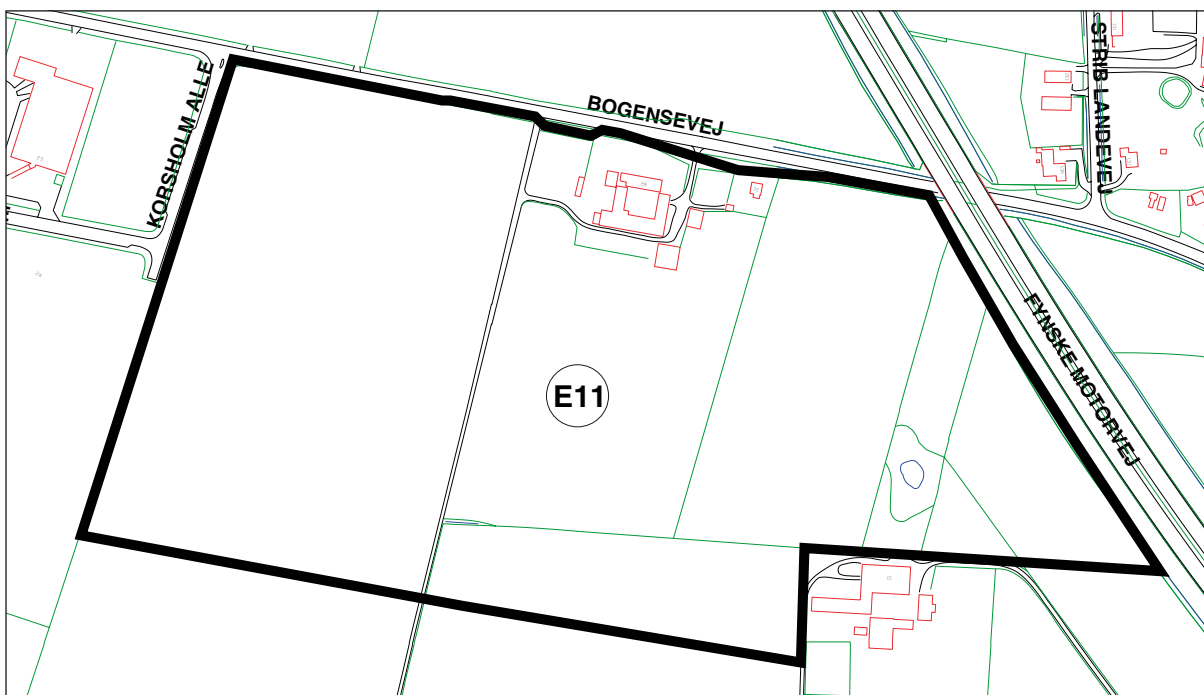 KORSHOLM ALLE
BOGENSEVEJ
STRIB LANDEVEJ
FYNSKE MOTORVEJ
E11